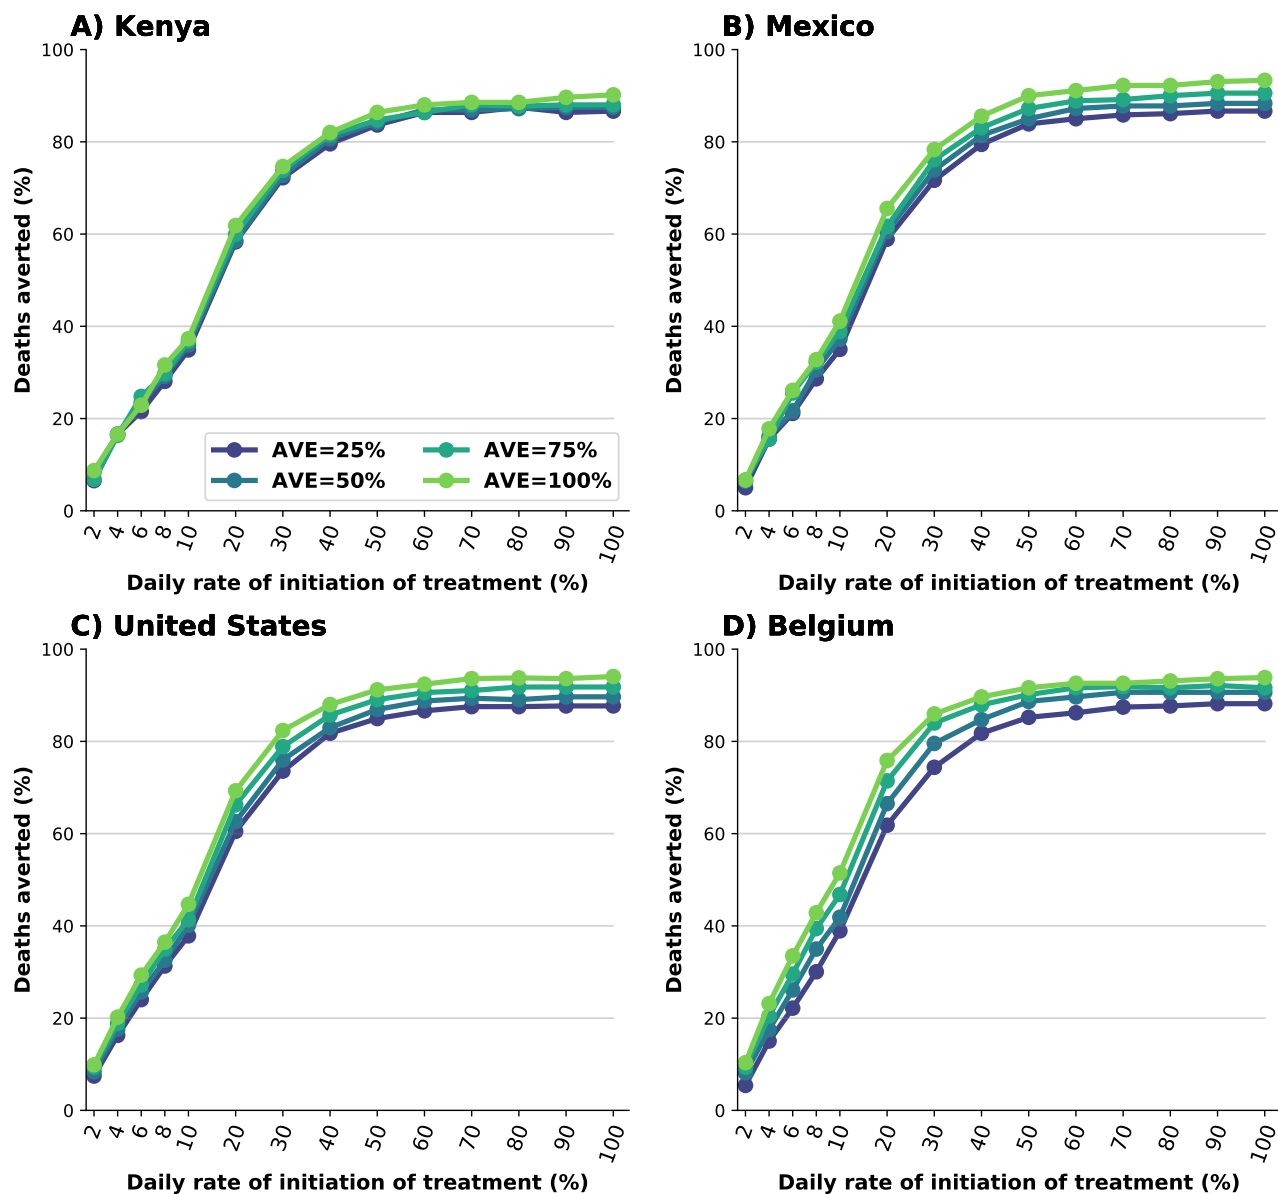 A) Kenya
100
80
60
40
20
0
Deaths averted (%)
AVE=25%
AVE=50%
AVE=75%
AVE=100%
2 4 6 8 10 20 30 40 50 60 70 80 90 100
Daily rate of initiation of treatment (%)
B) Mexico
100
80
60
40
20
0
Deaths averted (%)
2 4 6 8 10 20 30 40 50 60 70 80 90 100
Daily rate of initiation of treatment (%)
C) United States
100
80
60
40
20
0
Deaths averted (%)
2 4 6 8 10 20 30 40 50 60 70 80 90 100
Daily rate of initiation of treatment (%)
D) Belgium
100
80
60
40
20
0
Deaths averted (%)
2 4 6 8 10 20 30 40 50 60 70 80 90 100
Daily rate of initiation of treatment (%)